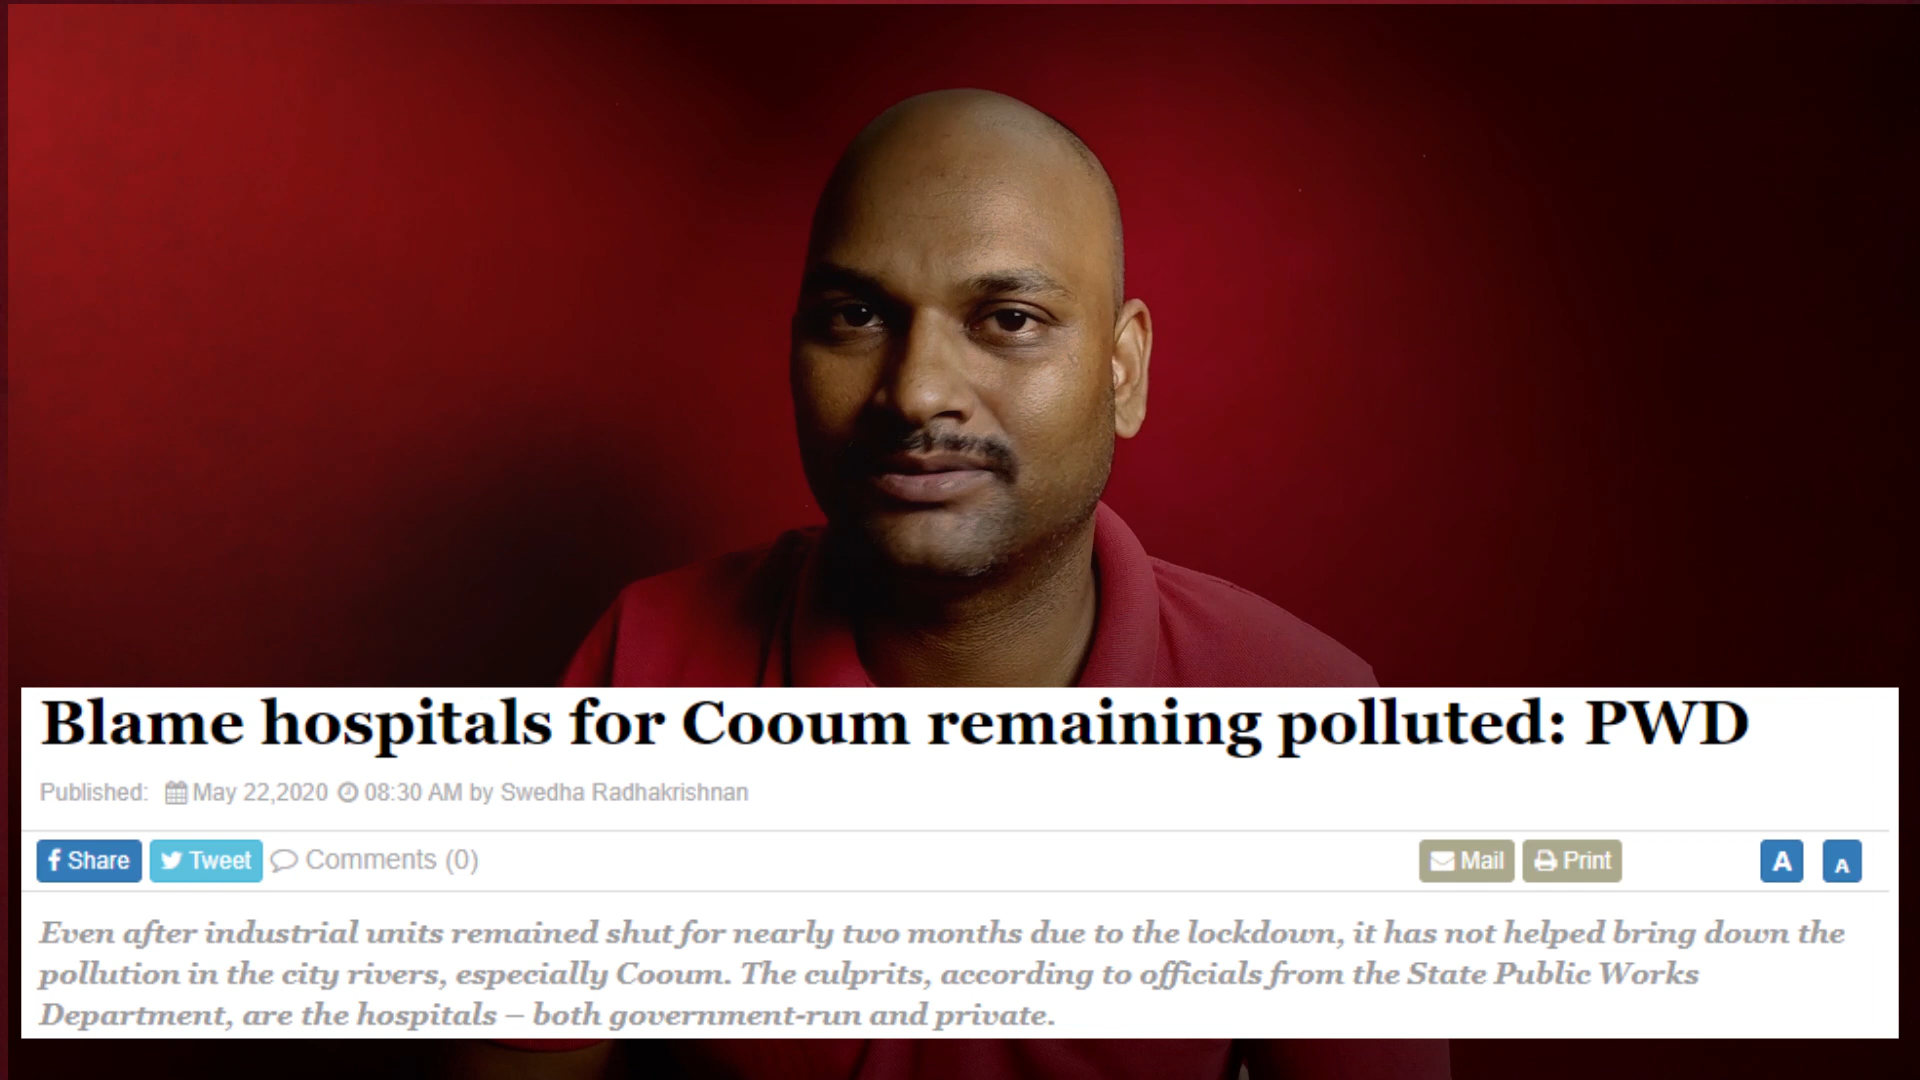 Blame hospitals for Cooum remaining polluted: PWD
Published: May 22,2020 08:30 AM by Swedha Radhakrishnan
Share Tweet Comments (0) Mail Print A A
Even after industrial units remained shut for nearly two months due to the lockdown, it has not helped bring down the
pollution in the city rivers, especially Cooum. The culprits, according to officials from the State Public Works
Department, are the hospitals – both government-run and private.